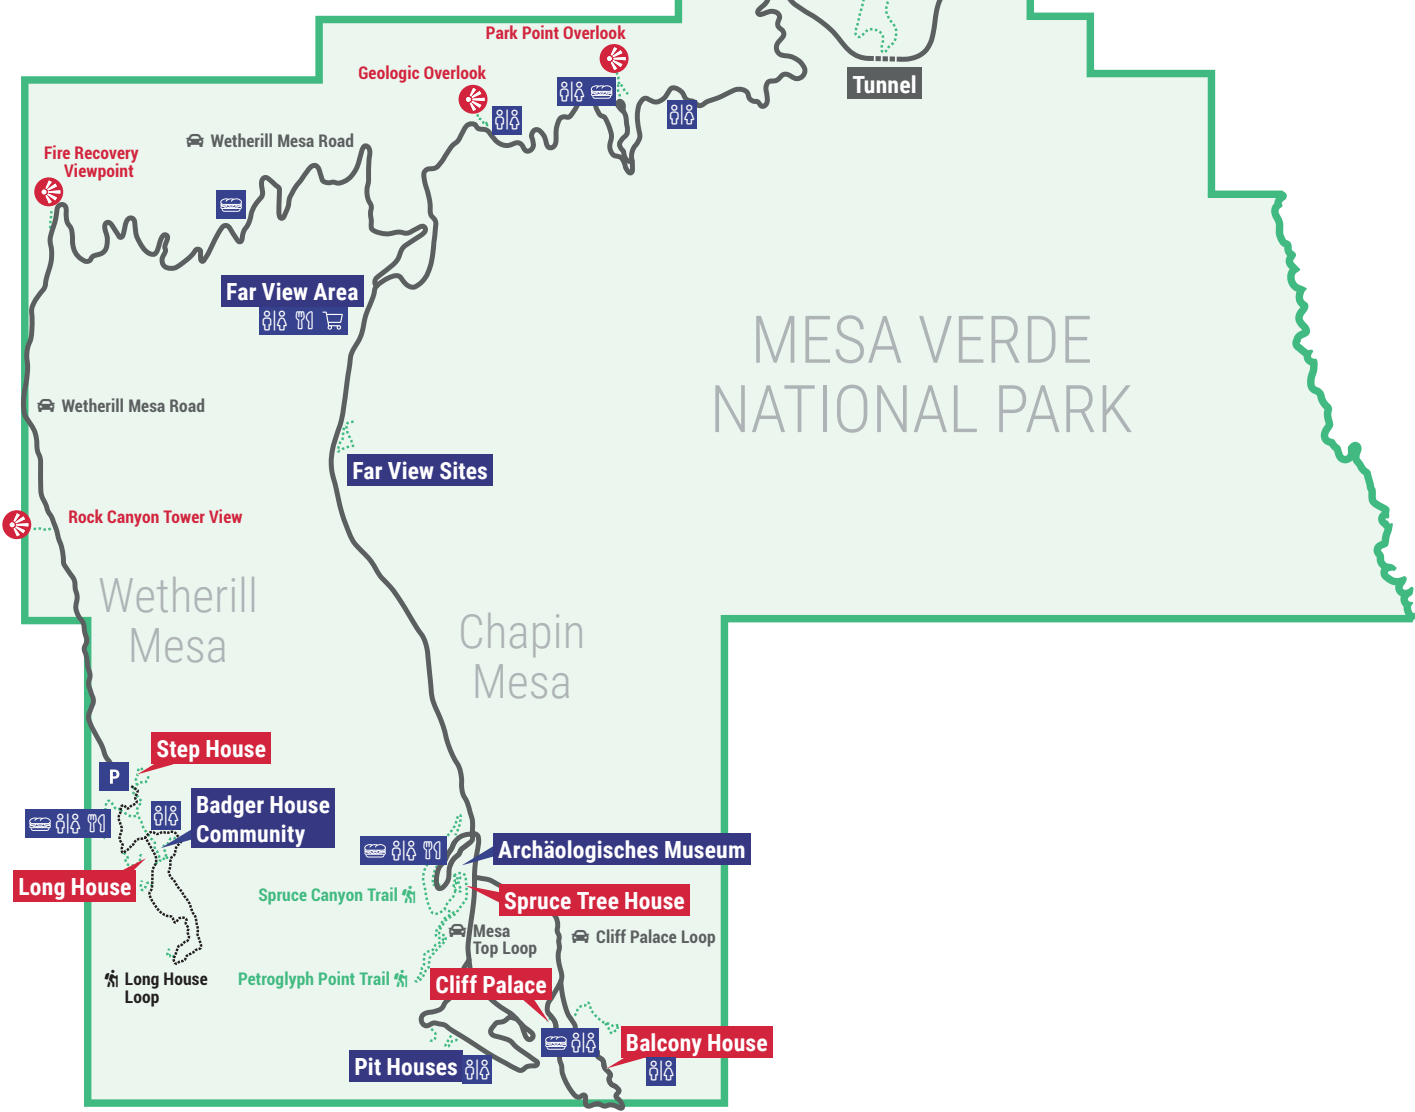 Park Point Overlook
Geologic Overlook
Tunnel
Wetherill Mesa Road
Fire Recovery
Viewpoint
Far View Area
MESA VERDE
NATIONAL PARK
Wetherill Mesa Road
Far View Sites
Rock Canyon Tower View
Wetherill
Mesa
Chapin
Mesa
Step House
P
Badger House
Community
Archäologisches Museum
Long House
Spruce Canyon Trail
Spruce Tree House
Mesa
Top Loop
Cliff Palace Loop
Long House
Loop
Petroglyph Point Trail
Cliff Palace
Balcony House
Pit Houses